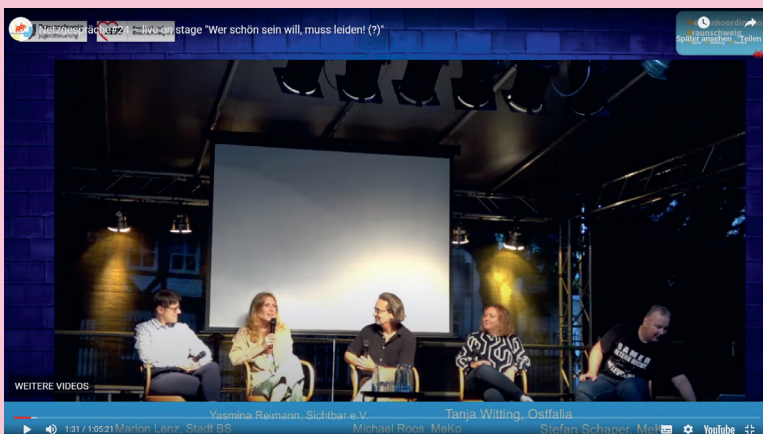 Netzgespräche#24 – live on stage "Wer schön sein will, muss leiden! (?)"
Später ansehen
Teilen
WEITERE VIDEOS
Yasmina Reimann, Sichtbar e.V.
Tanja Witting, Ostfalia
1:31 / 1:05:21
Marion Lenz, Stadt BS
Michael Roos, MeKo
Stefan Schaper, MeKo
YouTube